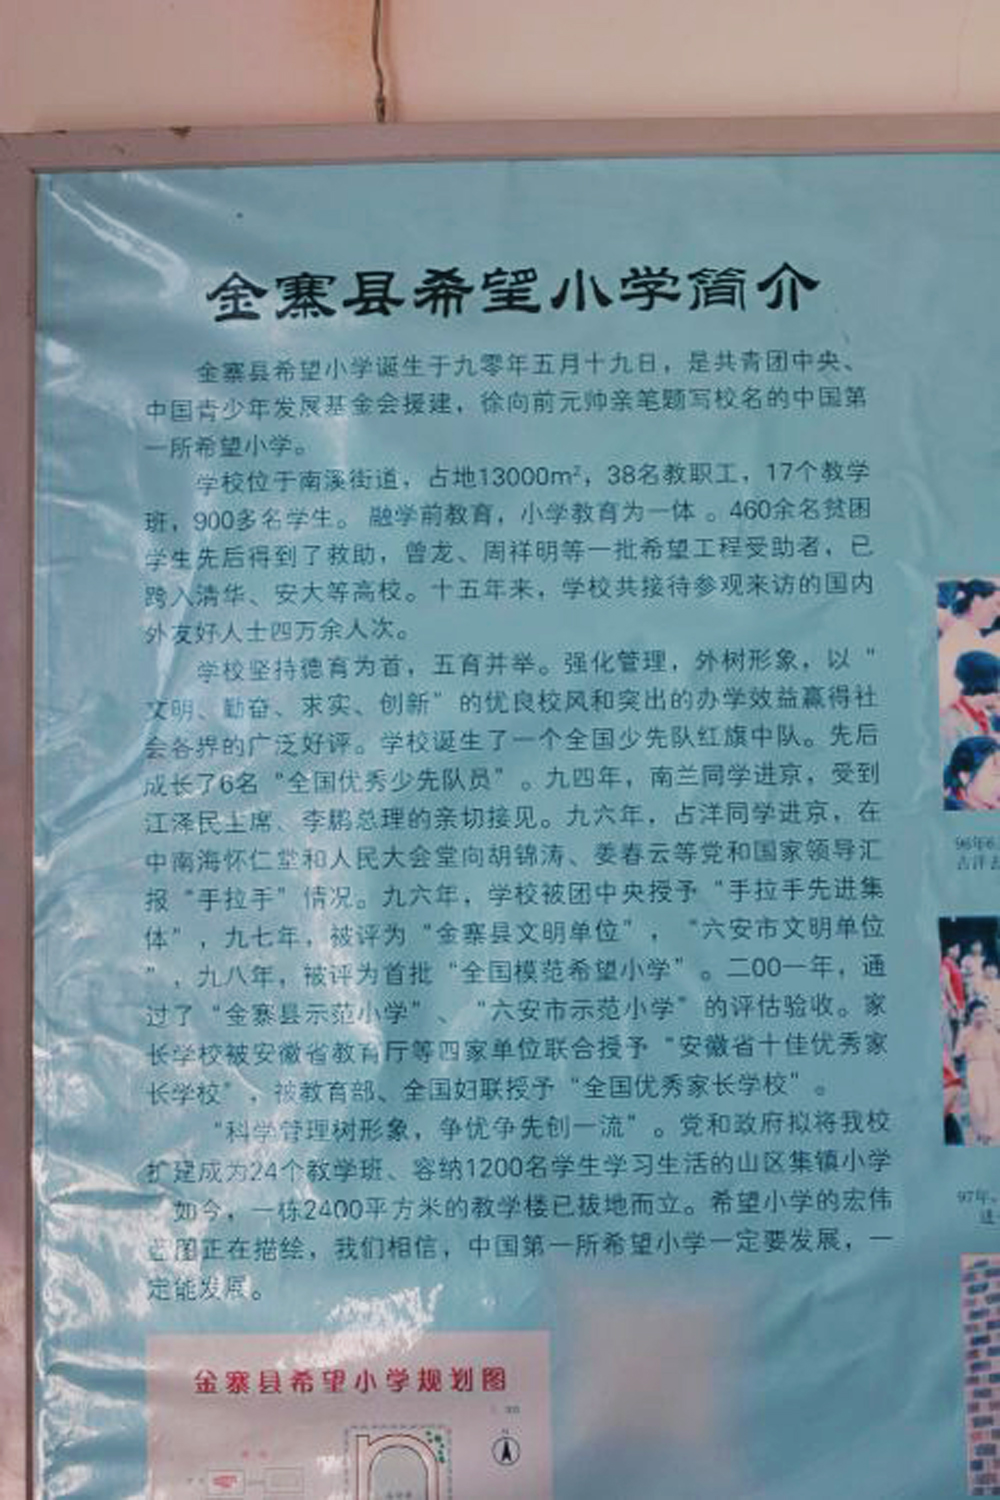 金寨县希望小学简介
金寨县希望小学诞生于九零年五月十九日，是共青团中央、
中国青少年发展基金会援建，徐向前元帅亲笔题写校名的中国第
一所希望小学。
学校位于南溪街道，占地13000m²，38名教职工，17个教学
班，900多名学生。 融学前教育，小学教育为一体 。460余名贫困
学生先后得到了救助，曾龙、周祥明等一批希望工程受助者，已
跨入清华、安大等高校。十五年来，学校共接待参观来访的国内
外友好人士四万余人次。
学校坚持德育为首，五育并举。强化管理，外树形象，以 “
文明、勤奋、求实、创新” 的优良校风和突出的办学效益赢得社
会各界的广泛好评。学校诞生了一个全国少先队红旗中队。先后
成长了6名 “全国优秀少先队员” 。九四年，南兰同学进京，受到
江泽民主席、李鹏总理的亲切接见。九六年，占洋同学进京，在
中南海怀仁堂和人民大会堂向胡锦涛、姜春云等党和国家领导汇
报 “手拉手” 情况。九六年，学校被团中央授予 “手拉手先进集
体” ，九七年，被评为 “金寨县文明单位” ， “六安市文明单位
” ，九八年，被评为首批 “全国模范希望小学” 。二00一年，通
过了 “金寨县示范小学” 、 “六安市示范小学” 的评估验收。家
长学校被安徽省教育厅等四家单位联合授予 “安徽省十佳优秀家
长学校” ，被教育部、全国妇联授予 “全国优秀家长学校” 。
“科学管理树形象，争优争先创一流” 。党和政府拟将我校
扩建成为24个教学班、容纳1200名学生学习生活的山区集镇小学
。如今，一栋2400平方米的教学楼已拔地而立。希望小学的宏伟
图正在描绘，我们相信，中国第一所希望小学一定要发展，一
定能发展。
金寨县希望小学规划图
96年6
97年，